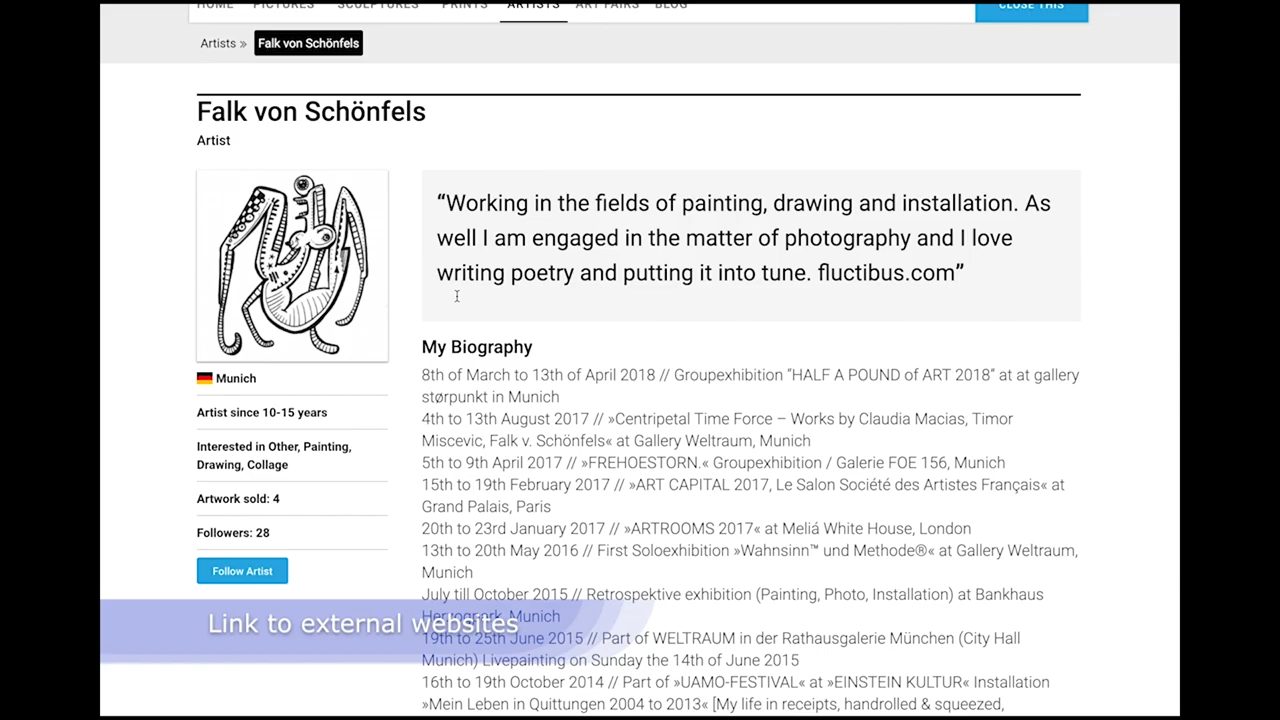 HOME PICTURES SCULPTURES PRINTS ARTISTS ART FAIRS BLOG CLOSE THIS
Artists » Falk von Schönfels
Falk von Schönfels
Artist
“Working in the fields of painting, drawing and installation. As
well I am engaged in the matter of photography and I love
writing poetry and putting it into tune. fluctibus.com”
Munich
Artist since 10-15 years
Interested in Other, Painting,
Drawing, Collage
Artwork sold: 4
Followers: 28
Follow Artist
My Biography
8th of March to 13th of April 2018 // Groupexhibition “HALF A POUND of ART 2018“ at at gallery
størpunkt in Munich
4th to 13th August 2017 // »Centripetal Time Force – Works by Claudia Macias, Timor
Miscevic, Falk v. Schönfels« at Gallery Weltraum, Munich
5th to 9th April 2017 // »FREHOESTORN.« Groupexhibition / Galerie FOE 156, Munich
15th to 19th February 2017 // »ART CAPITAL 2017, Le Salon Société des Artistes Français« at
Grand Palais, Paris
20th to 23rd January 2017 // »ARTROOMS 2017« at Meliá White House, London
13th to 20th May 2016 // First Soloexhibition »Wahnsinn™ und Methode®« at Gallery Weltraum,
Munich
July till October 2015 // Retrospektive exhibition (Painting, Photo, Installation) at Bankhaus
Herzogpark, Munich
19th to 25th June 2015 // Part of WELTRAUM in der Rathausgalerie München (City Hall
Munich) Livepainting on Sunday the 14th of June 2015
16th to 19th October 2014 // Part of »UAMO-FESTIVAL« at »EINSTEIN KULTUR« Installation
»Mein Leben in Quittungen 2004 to 2013« [My life in receipts, handrolled & squeezed,
Link to external websites